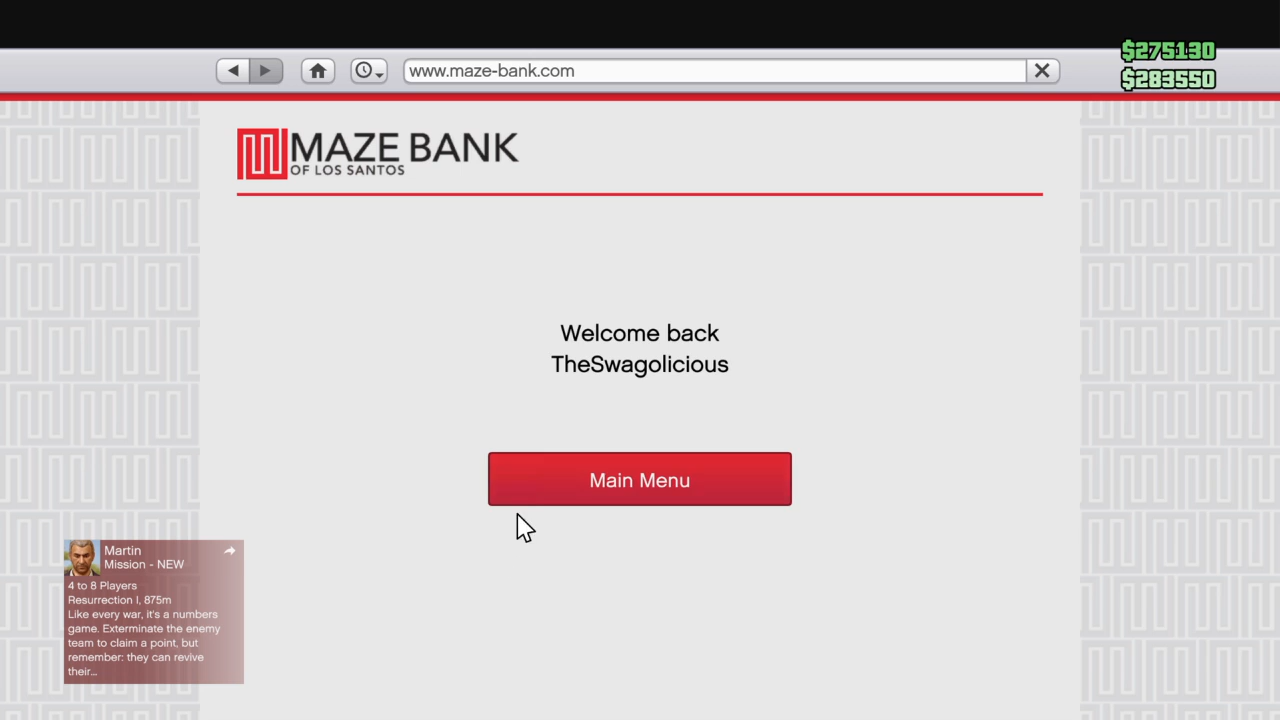 www.maze-bank.com
$275130
$283550
MAZE BANK
OF LOS SANTOS
Welcome back
TheSwagolicious
Main Menu
Martin
Mission - NEW
4 to 8 Players
Resurrection I, 875m
Like every war, it's a numbers
game. Exterminate the enemy
team to claim a point, but
remember: they can revive
their...